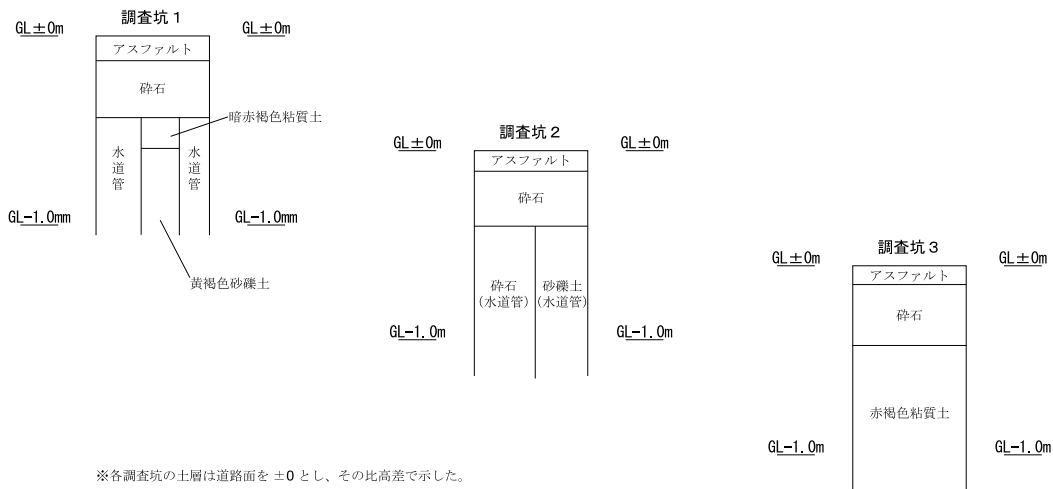 調査坑１
GL±0m
GL±0m
アスファルト
砕石
暗赤褐色粘質土
水道管
水道管
GL-1.0mm
GL-1.0mm
黄褐色砂礫土
調査坑２
GL±0m
GL±0m
アスファルト
砕石
砕石
(水道管)
砂礫土
(水道管)
GL-1.0m
GL-1.0m
調査坑３
GL±0m
GL±0m
アスファルト
砕石
赤褐色粘質土
GL-1.0m
GL-1.0m
※各調査坑の土層は道路面を ±0 とし、その比高差で示した。